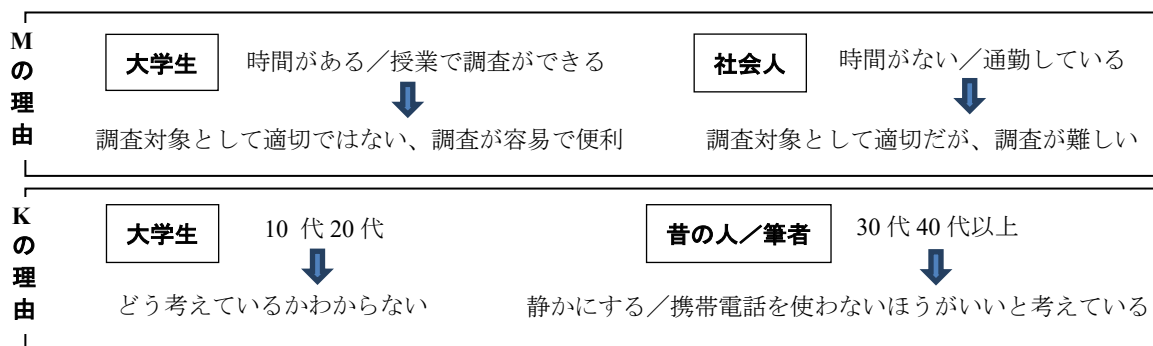 Mの理由
大学生 時間がある／授業で調査ができる
社会人 時間がない／通勤している
調査対象として適切ではない、調査が容易で便利
調査対象として適切だが、調査が難しい
Kの理由
大学生 10 代 20 代
昔の人／筆者 30 代 40 代以上
どう考えているかわからない
静かにする／携帯電話を使わないほうがいいと考えている